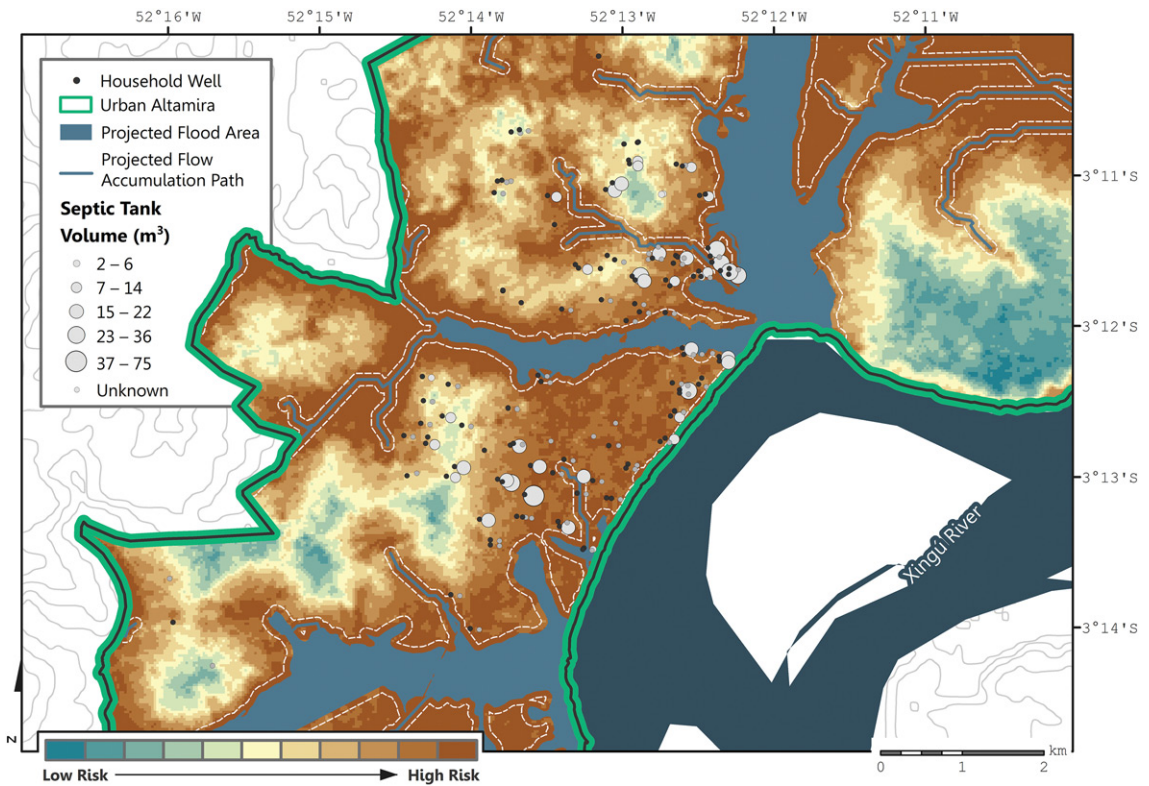 52°16'W 52°15'W 52°14'W 52°13'W 52°12'W 52°11'W
Household Well
Urban Altamira
Projected Flood Area
Projected Flow
Accumulation Path
Septic Tank
Volume (m³)
2 – 6
7 – 14
15 – 22
23 – 36
37 – 75
Unknown
3°11'S
3°12'S
3°13'S
3°14'S
Xingú River
N
Low Risk
High Risk
km
0 1 2